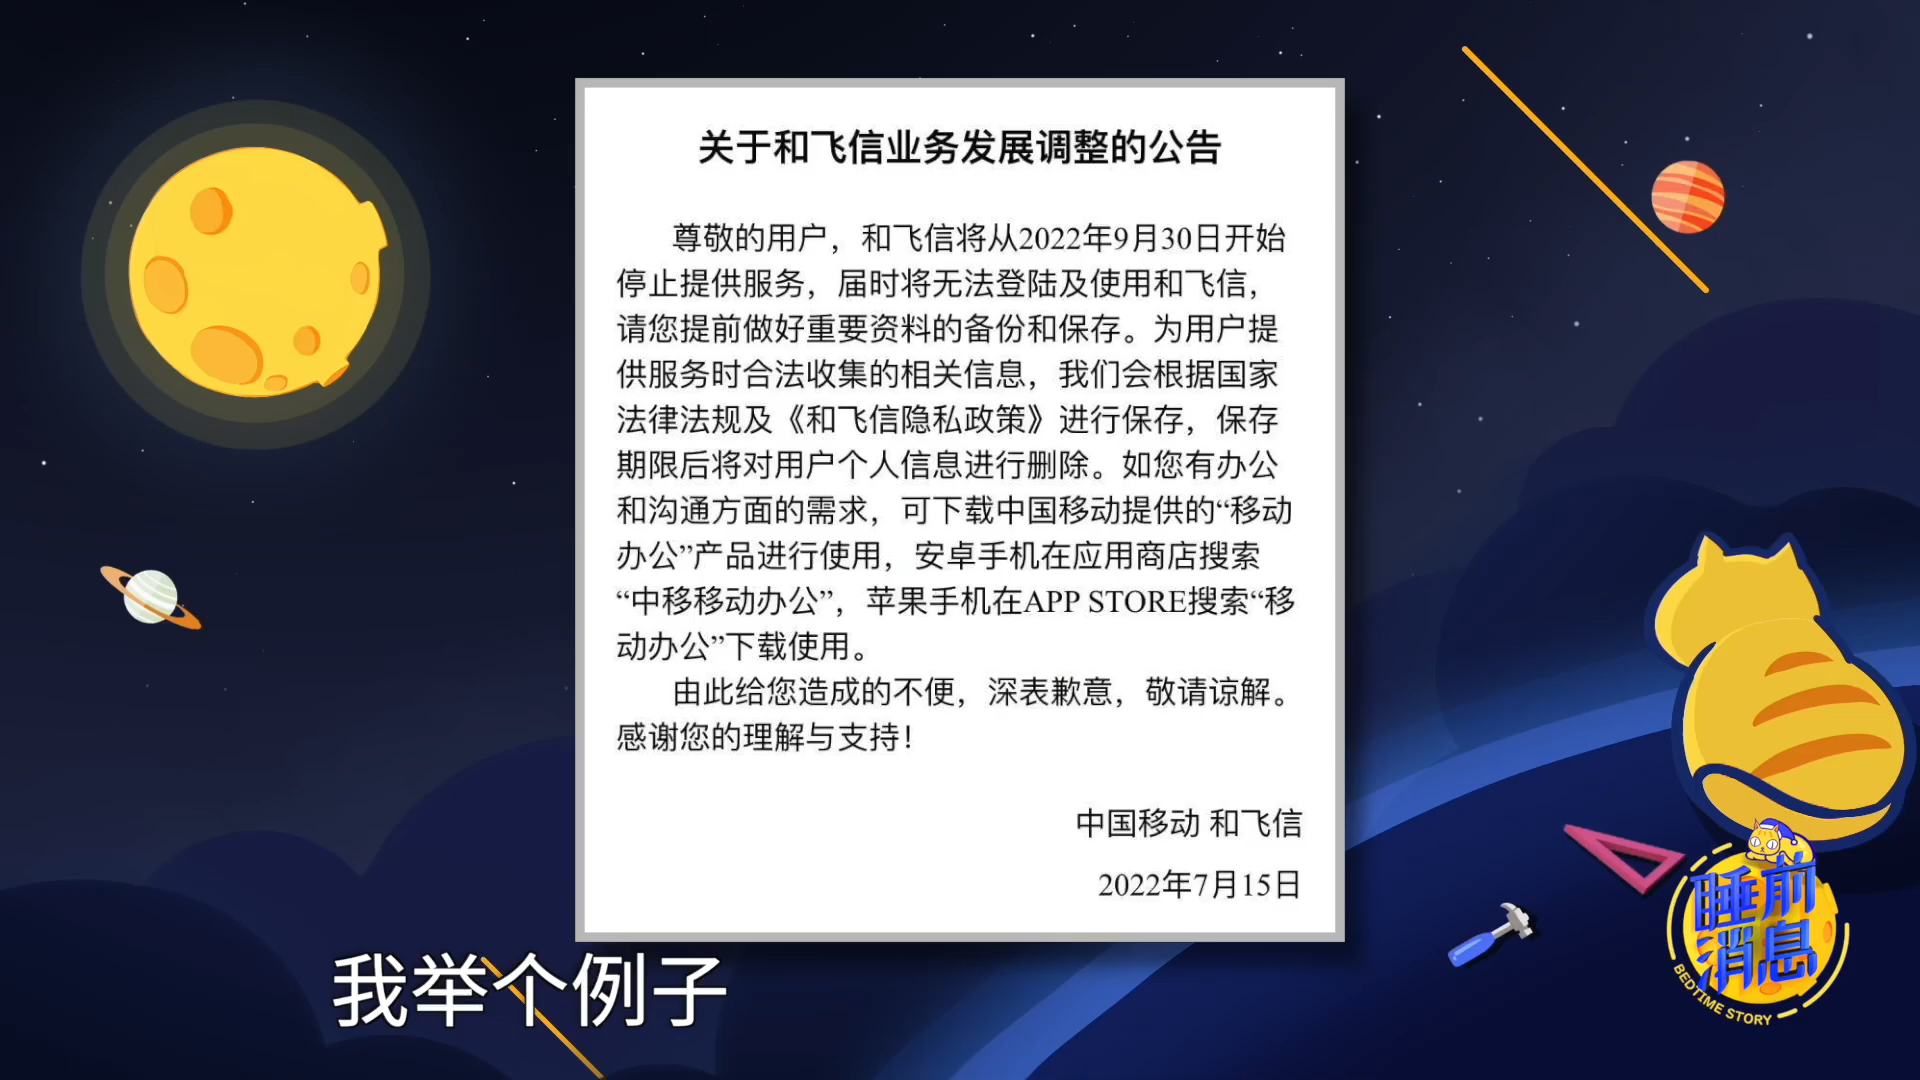 关于和飞信业务发展调整的公告
尊敬的用户，和飞信将从2022年9月30日开始
停止提供服务，届时将无法登陆及使用和飞信，
请您提前做好重要资料的备份和保存。为用户提
供服务时合法收集的相关信息，我们会根据国家
法律法规及《和飞信隐私政策》进行保存，保存
期限后将对用户个人信息进行删除。如您有办公
和沟通方面的需求，可下载中国移动提供的“移动
办公”产品进行使用，安卓手机在应用商店搜索
“中移移动办公”，苹果手机在APP STORE搜索“移
动办公”下载使用。
由此给您造成的不便，深表歉意，敬请谅解。
感谢您的理解与支持！
中国移动 和飞信
2022年7月15日
睡前
消息
BEDTIME STORY
我举个例子